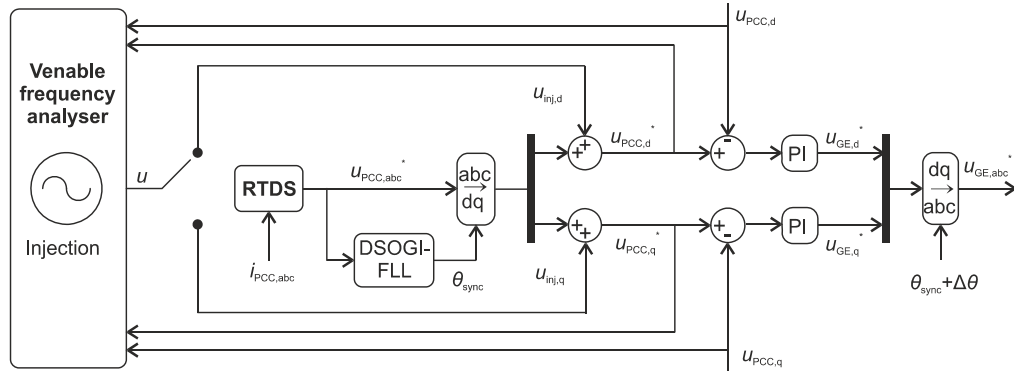 u_PCC,d
Venable
frequency
analyser
Injection
u
u_inj,d
RTDS
i_PCC,abc
u_PCC,abc*
DSOGI-
FLL
θ_sync
abc
dq
u_inj,q
+
+
u_PCC,d*
+
+
u_PCC,q*
+
-
+
-
PI
PI
u_GE,d*
u_GE,q*
dq
abc
u_GE,abc*
θ_sync+Δθ
u_PCC,q